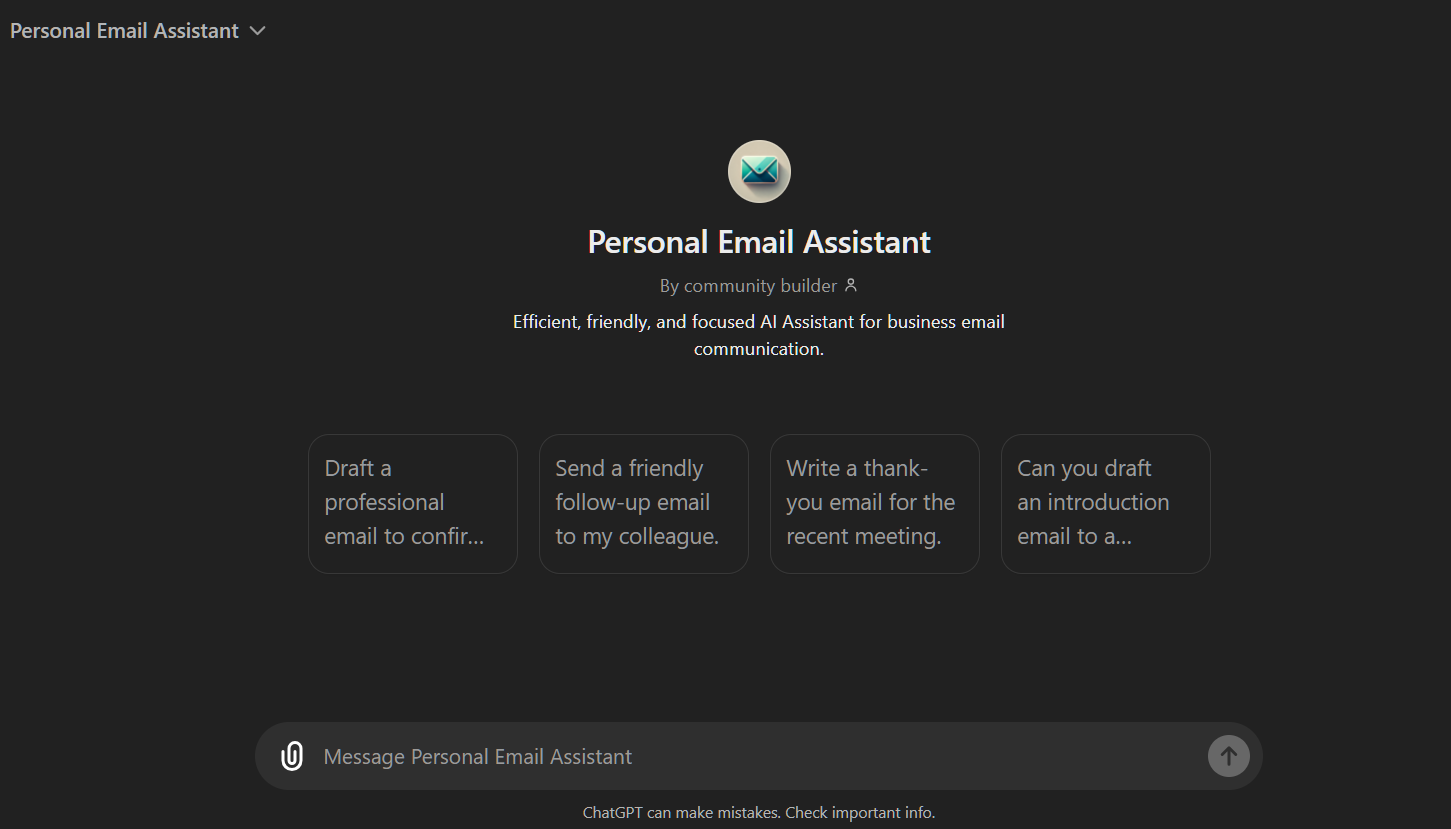 Personal Email Assistant
Personal Email Assistant
By community builder
Efficient, friendly, and focused AI Assistant for business email
communication.
Draft a
professional
email to confir...
Send a friendly
follow-up email
to my colleague.
Write a thank-
you email for the
recent meeting.
Can you draft
an introduction
email to a...
Message Personal Email Assistant
ChatGPT can make mistakes. Check important info.